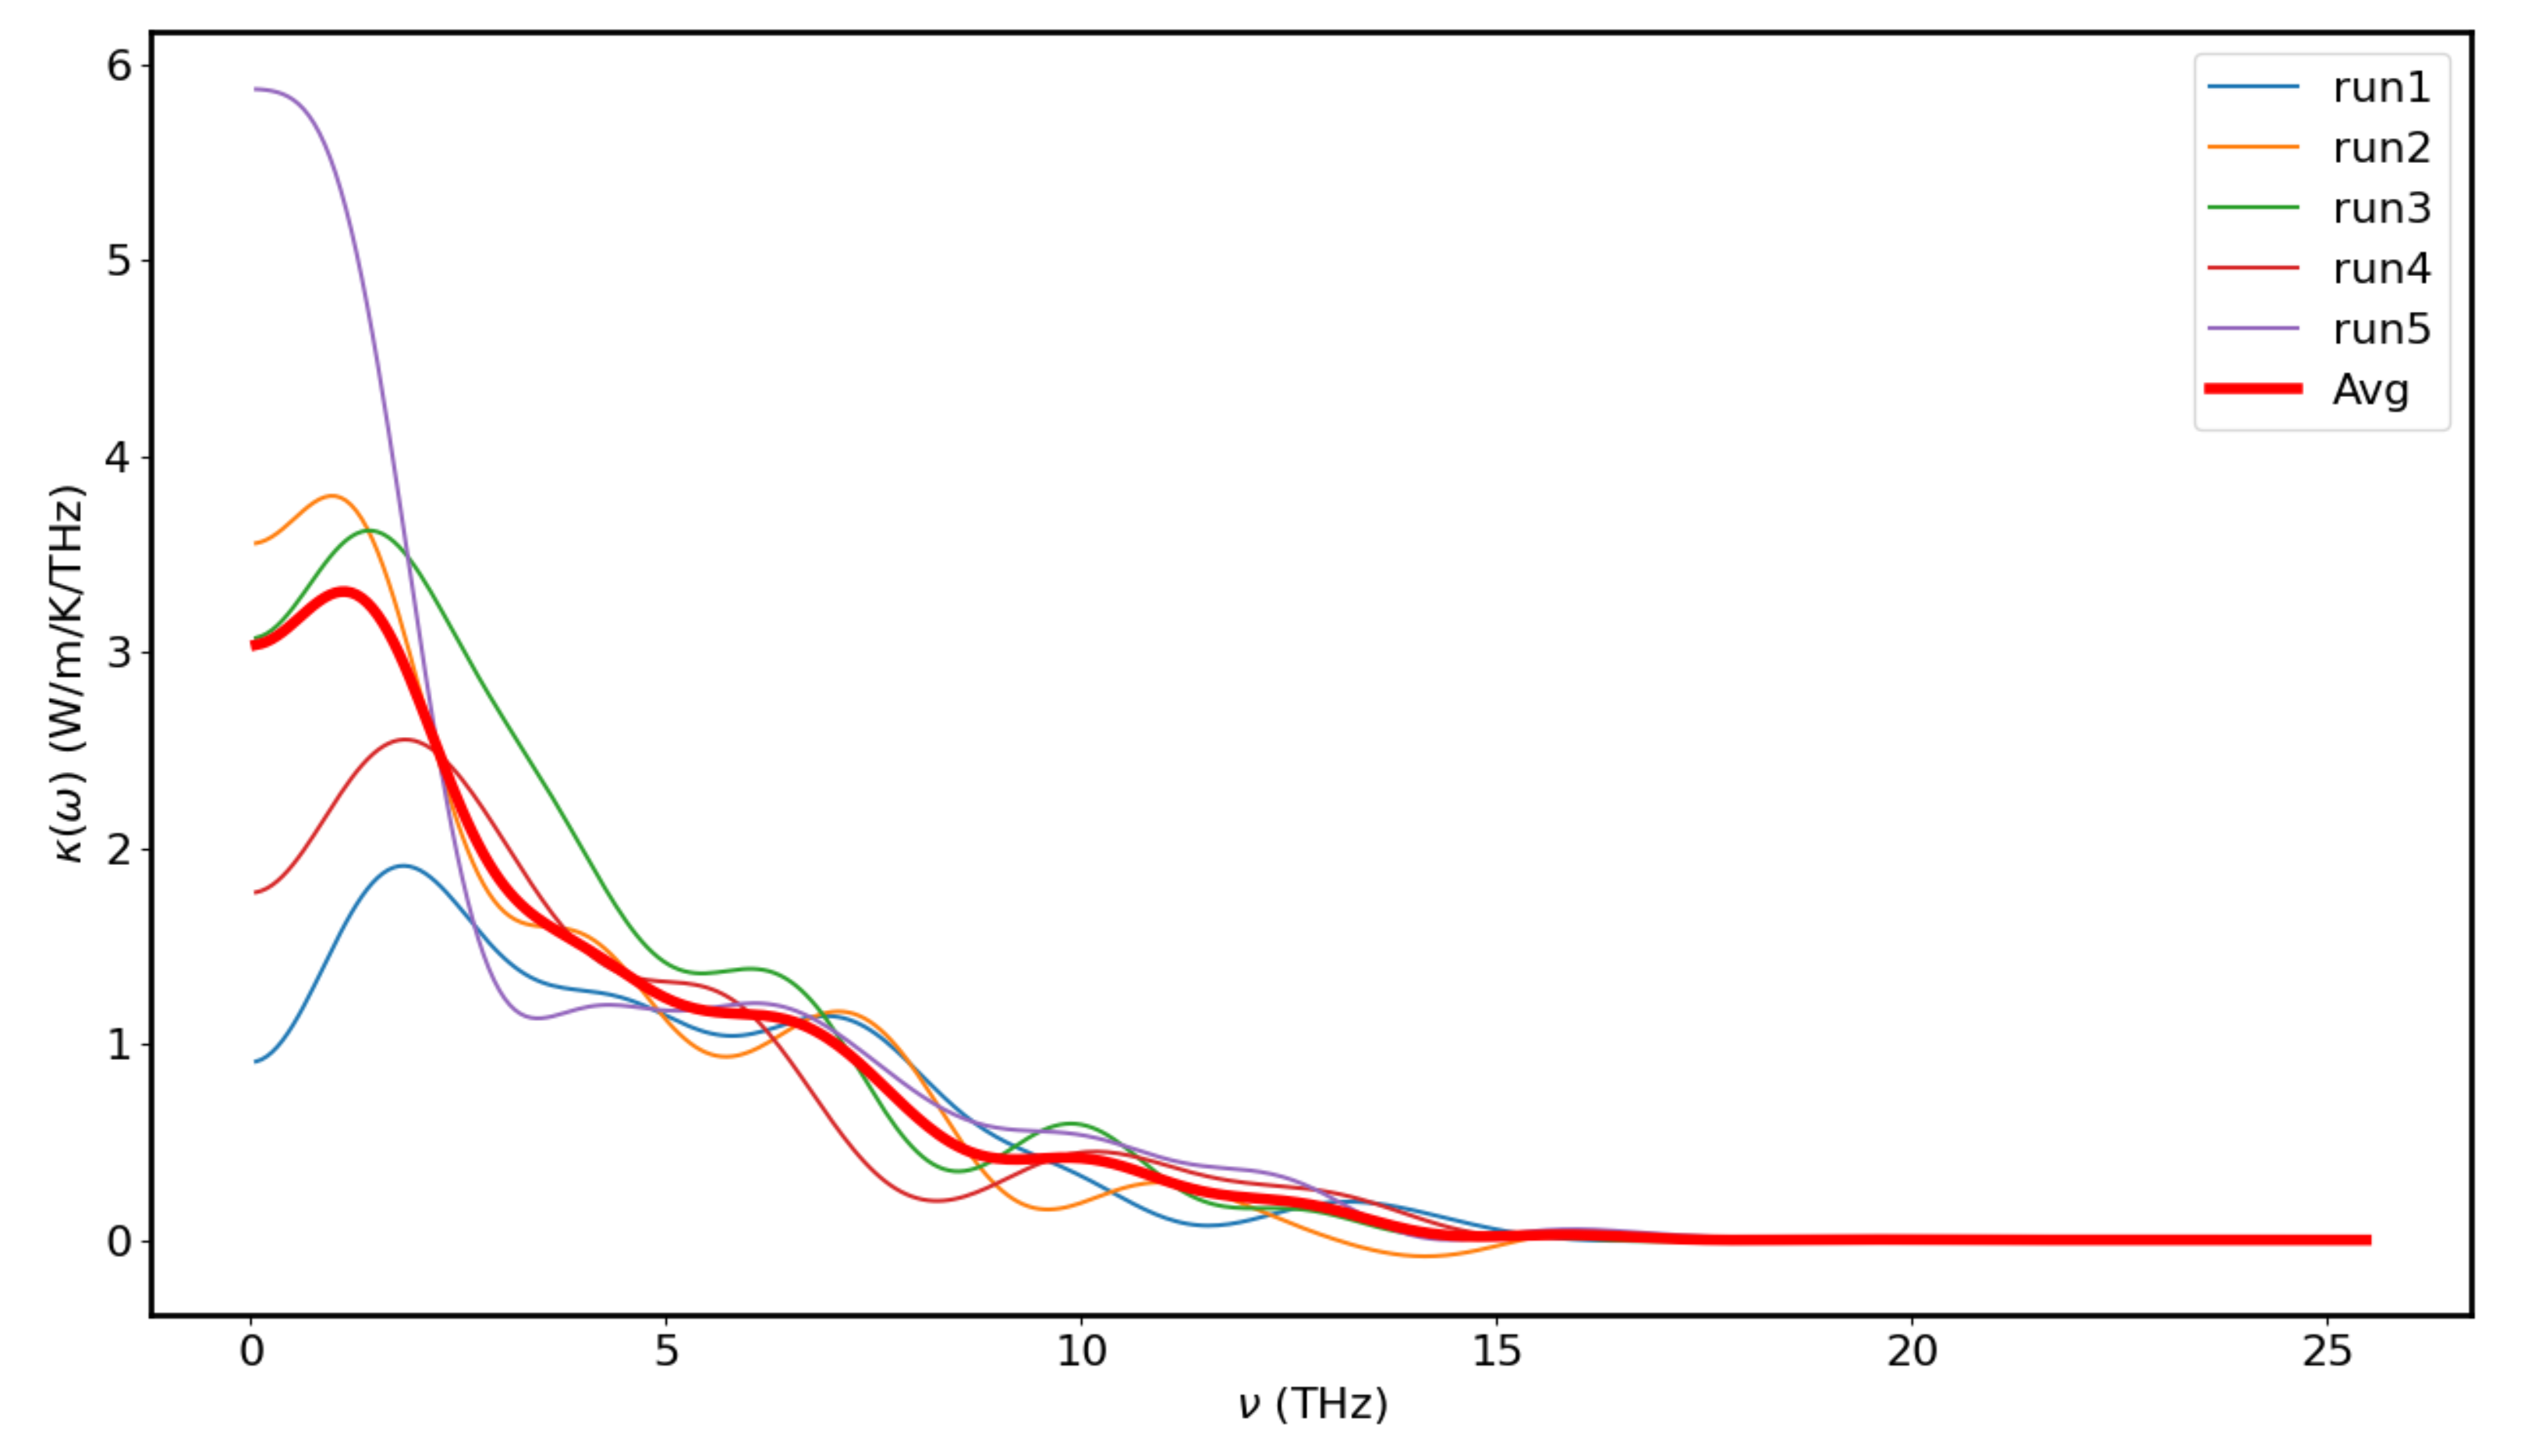 κ(ω) (W/m/K/THz)
6
5
4
3
2
1
0
run1
run2
run3
run4
run5
Avg
0 5 10 15 20 25
ν (THz)